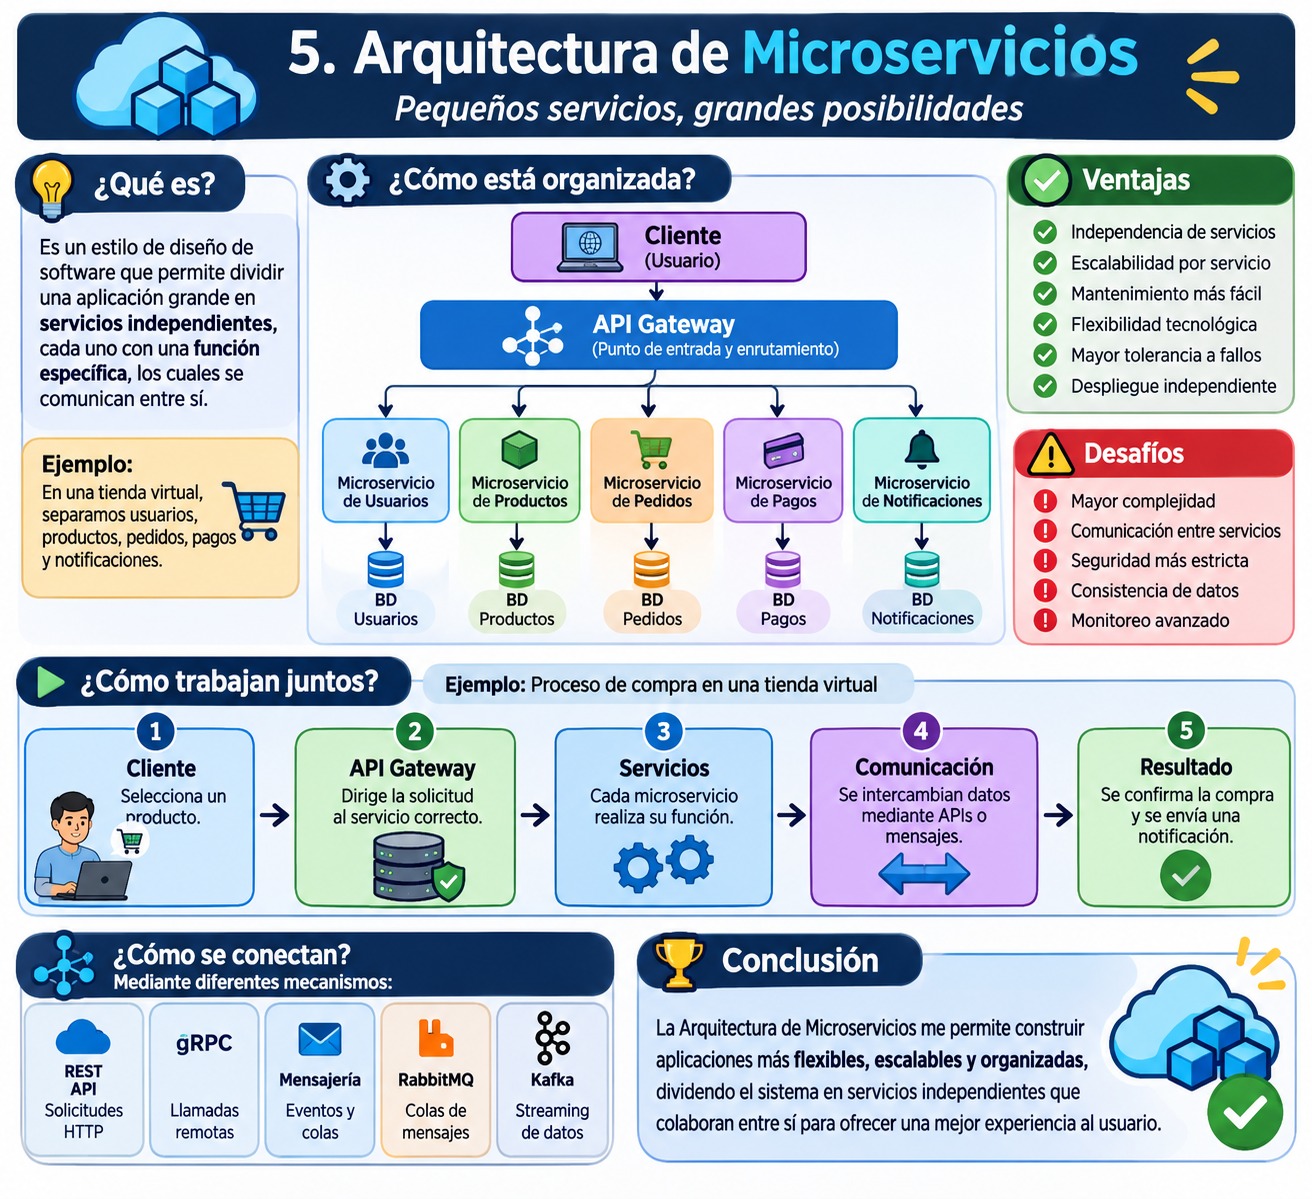 5. Arquitectura de Microservicios
Pequeños servicios, grandes posibilidades
¿Qué es?
Es un estilo de diseño de
software que permite dividir
una aplicación grande en
servicios independientes,
cada uno con una función
específica, los cuales se
comunican entre sí.
Ejemplo:
En una tienda virtual,
separamos usuarios,
productos, pedidos, pagos
y notificaciones.
¿Cómo está organizada?
Cliente
(Usuario)
API Gateway
(Punto de entrada y enrutamiento)
Microservicio
de Usuarios
Microservicio
de Productos
Microservicio
de Pedidos
Microservicio
de Pagos
Microservicio
de Notificaciones
BD
Usuarios
BD
Productos
BD
Pedidos
BD
Pagos
BD
Notificaciones
Ventajas
Independencia de servicios
Escalabilidad por servicio
Mantenimiento más fácil
Flexibilidad tecnológica
Mayor tolerancia a fallos
Despliegue independiente
Desafíos
Mayor complejidad
Comunicación entre servicios
Seguridad más estricta
Consistencia de datos
Monitoreo avanzado
¿Cómo trabajan juntos?
Ejemplo: Proceso de compra en una tienda virtual
1
Cliente
Selecciona un
producto.
2
API Gateway
Dirige la solicitud
al servicio correcto.
3
Servicios
Cada microservicio
realiza su función.
4
Comunicación
Se intercambian datos
mediante APIs o
mensajes.
5
Resultado
Se confirma la compra
y se envía una
notificación.
¿Cómo se conectan?
Mediante diferentes mecanismos:
REST
API
Solicitudes
HTTP
gRPC
Llamadas
remotas
Mensajería
Eventos y
colas
RabbitMQ
Colas de
mensajes
Kafka
Streaming
de datos
Conclusión
La Arquitectura de Microservicios me permite construir
aplicaciones más flexibles, escalables y organizadas,
dividendo el sistema en servicios independientes que
colaboran entre sí para ofrecer una mejor experiencia al usuario.